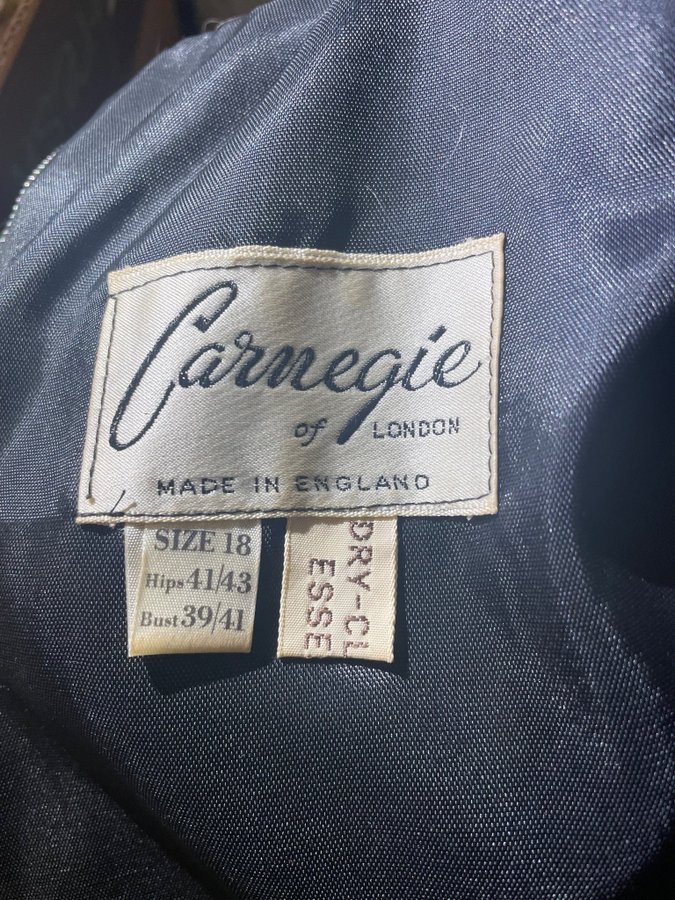 Carnegie
of LONDON
MADE IN ENGLAND
SIZE 18
Hips 41/43
Bust 39/41
DRY-CL
ESSE